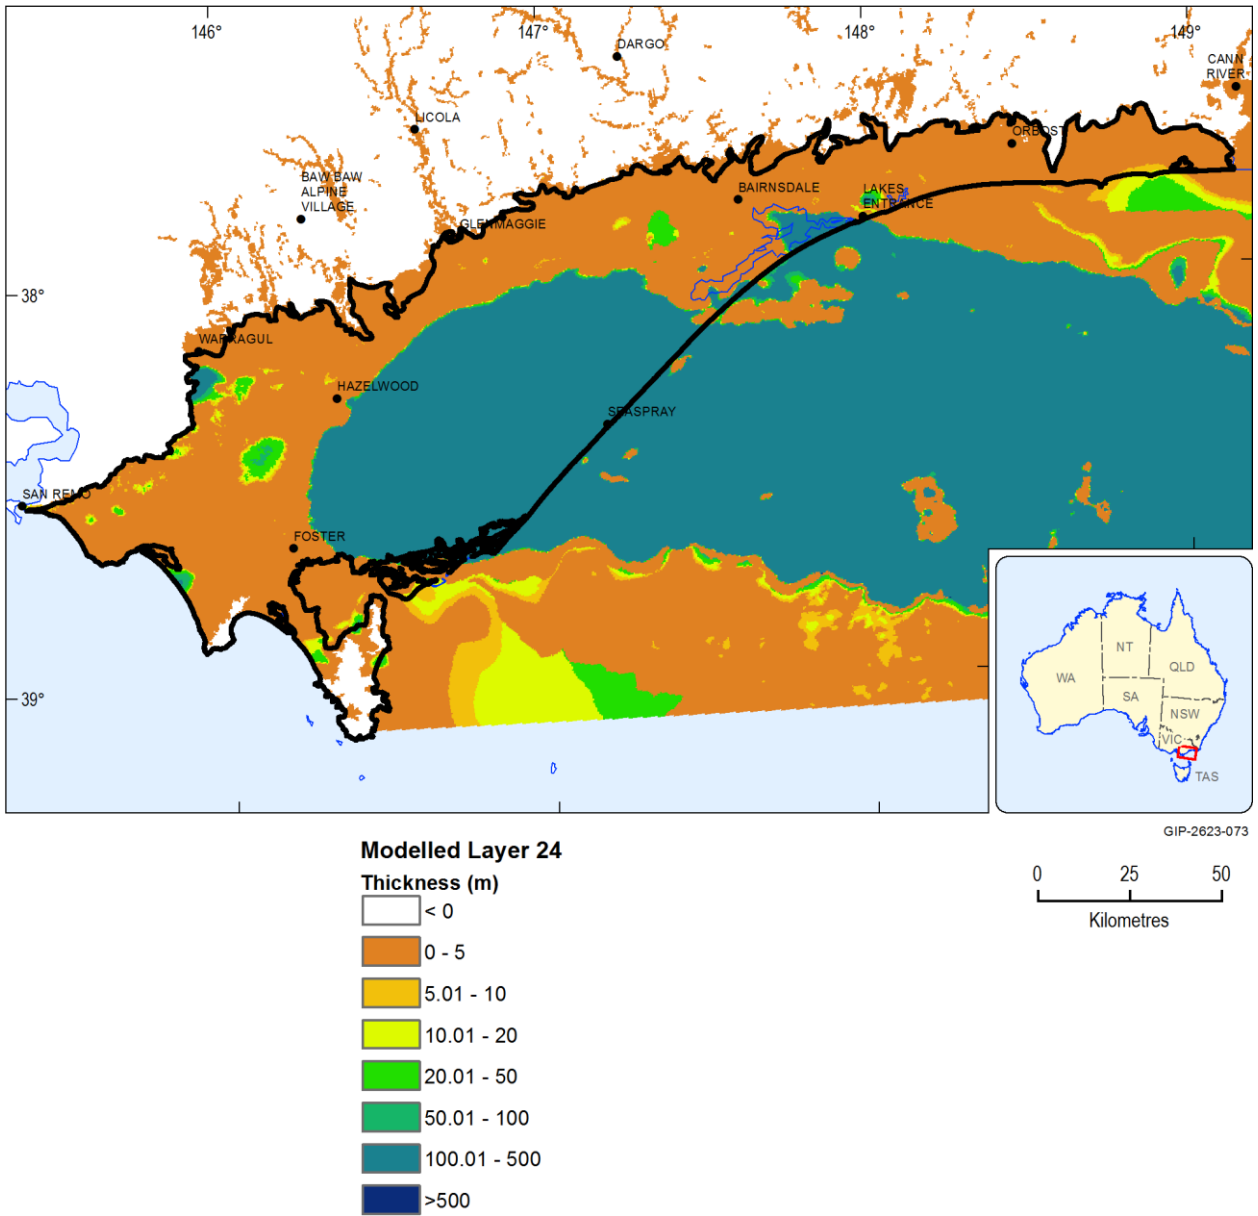 146°
147°
148°
149°
DARGO
CANN
RIVER
LICOLA
ORBOST
BAW BAW
ALPINE
VILLAGE
BAIRNSDALE
LAKES
ENTRANCE
GLENMAGGIE
38°
WARRAGUL
HAZELWOOD
SEASPRAY
SAN REMO
FOSTER
39°
NT
WA
QLD
SA
NSW
VIC
TAS
GIP-2623-073
Modelled Layer 24
Thickness (m)
< 0
0 - 5
5.01 - 10
10.01 - 20
20.01 - 50
50.01 - 100
100.01 - 500
>500
0 25 50
Kilometres